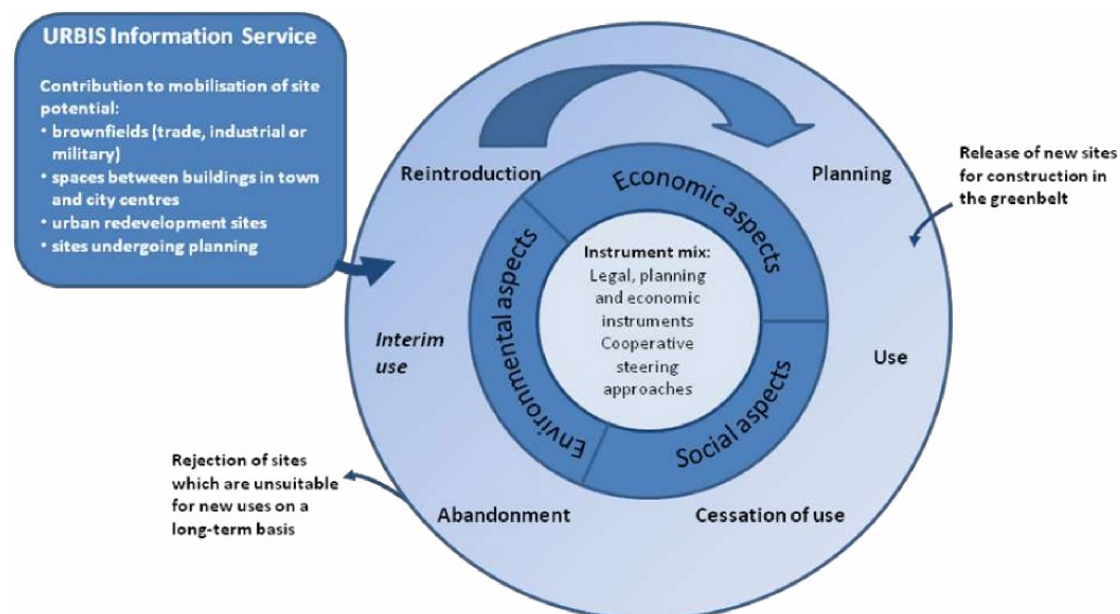 URBIS Information Service
Contribution to mobilisation of site
potential:
• brownfields (trade, industrial or
military)
• spaces between buildings in town
and city centres
• urban redevelopment sites
• sites undergoing planning
Reintroduction
Planning
Release of new sites
for construction in
the greenbelt
Economic aspects
Environmental aspects
Social aspects
Instrument mix:
Legal, planning
and economic
instruments
Cooperative
steering
approaches
Interim
use
Use
Rejection of sites
which are unsuitable
for new uses on a
long-term basis
Abandonment
Cessation of use